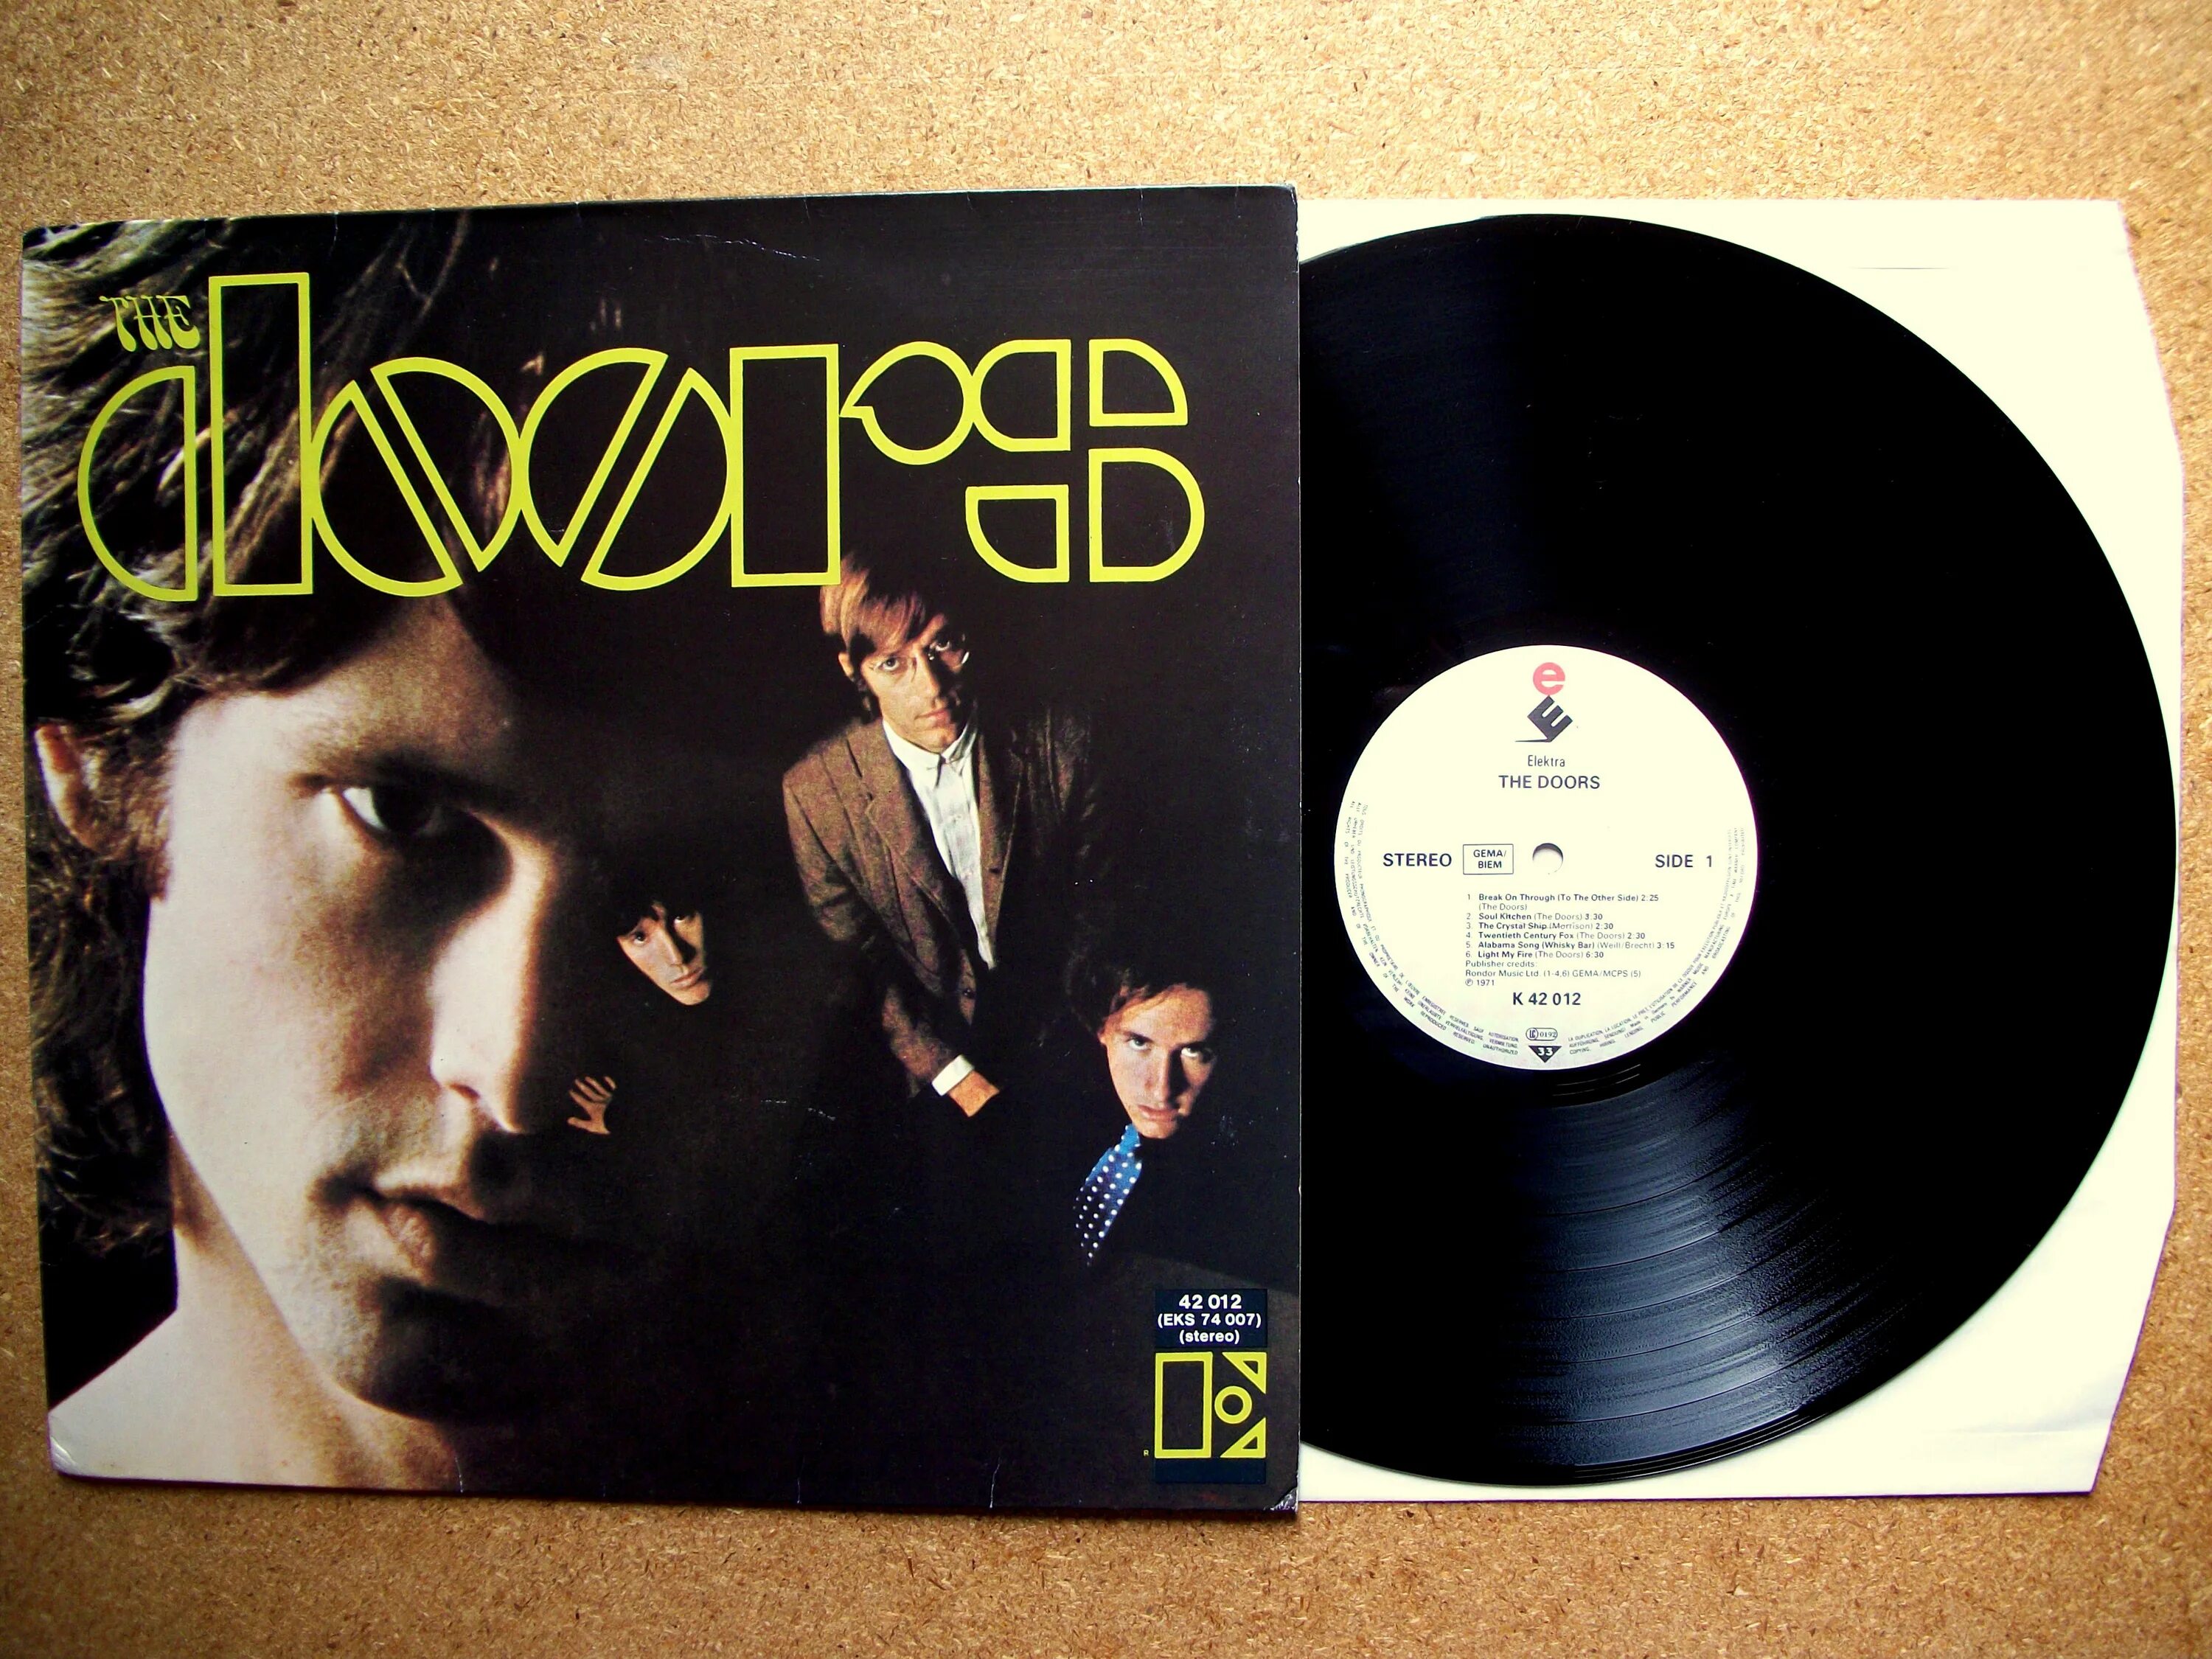 THE
doors
42 012
(EKS 74 007)
(stereo)
R
e
E
Elektra
THE DOORS
STEREO GEMA/ BIEM SIDE 1
1 Break On Through (To The Other Side) 2:25
(The Doors)
2. Soul Kitchen (The Doors) 3:30
3. The Crystal Ship (Morrison) 2:30
4. Twentieth Century Fox (The Doors) 2:30
5. Alabama Song (Whisky Bar) (Weill/Brecht) 3:15
6. Light My Fire (The Doors) 6:30
Publisher credits:
Rondor Music Ltd. (1-4,6) GEMA/MCPS (5)
℗ 1971
K 42 012
LC 0192
33